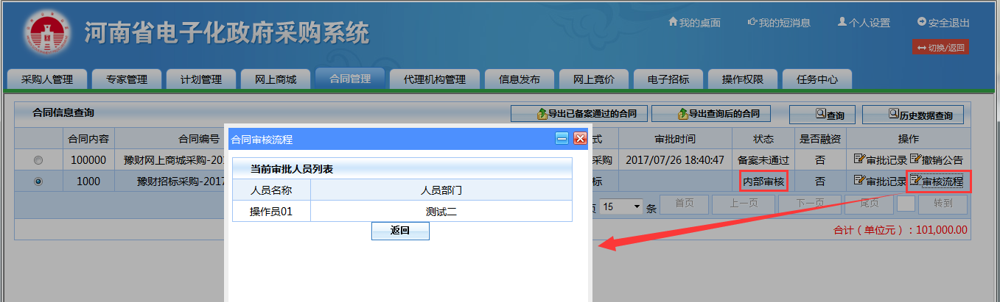 河南省电子化政府采购系统
我的桌面 我的短消息 个人设置 安全退出
切换/返回
采购人管理 专家管理 计划管理 网上商城 合同管理 代理机构管理 信息发布 网上竞价 电子招标 操作权限 任务中心
合同信息查询 导出已备案通过的合同 导出查询后的合同 查询 历史数据查询
合同内容 合同编号 式 审批时间 状态 是否融资 操作
100000 豫财网上商城采购-20 采购 2017/07/26 18:40:47 备案未通过 否 审批记录 撤销公告
1000 豫财招标采购-2017 标 内部审核 否 审批记录 审核流程
页 15 条 首页 上一页 下一页 尾页 转到
合计（单位元）：101,000.00
合同审核流程
当前审批人员列表
人员名称 人员部门
操作员01 测试二
返回